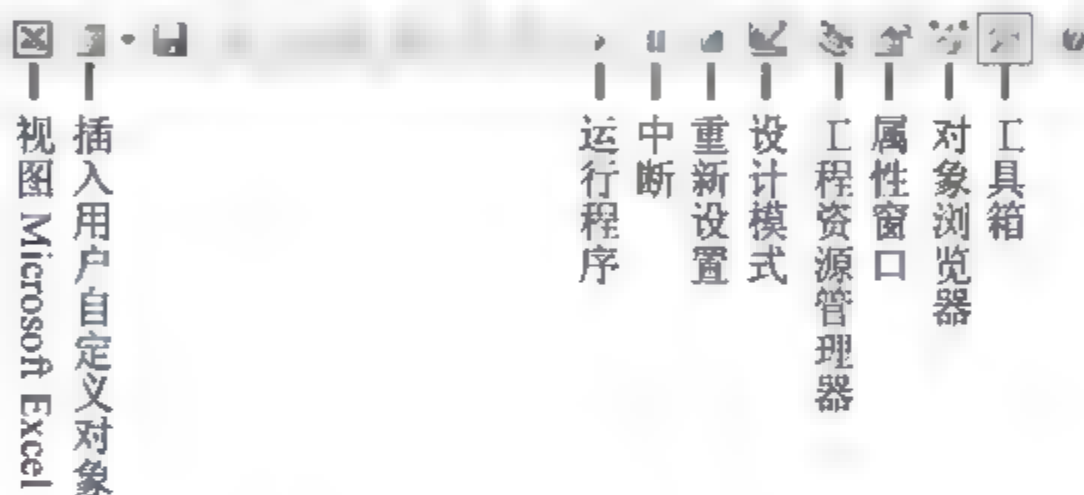 视图 Microsoft Excel
插入用户自定义对象
运行程序
中断
重新设置
设计模式
工程资源管理器
属性窗口
对象浏览器
工具箱